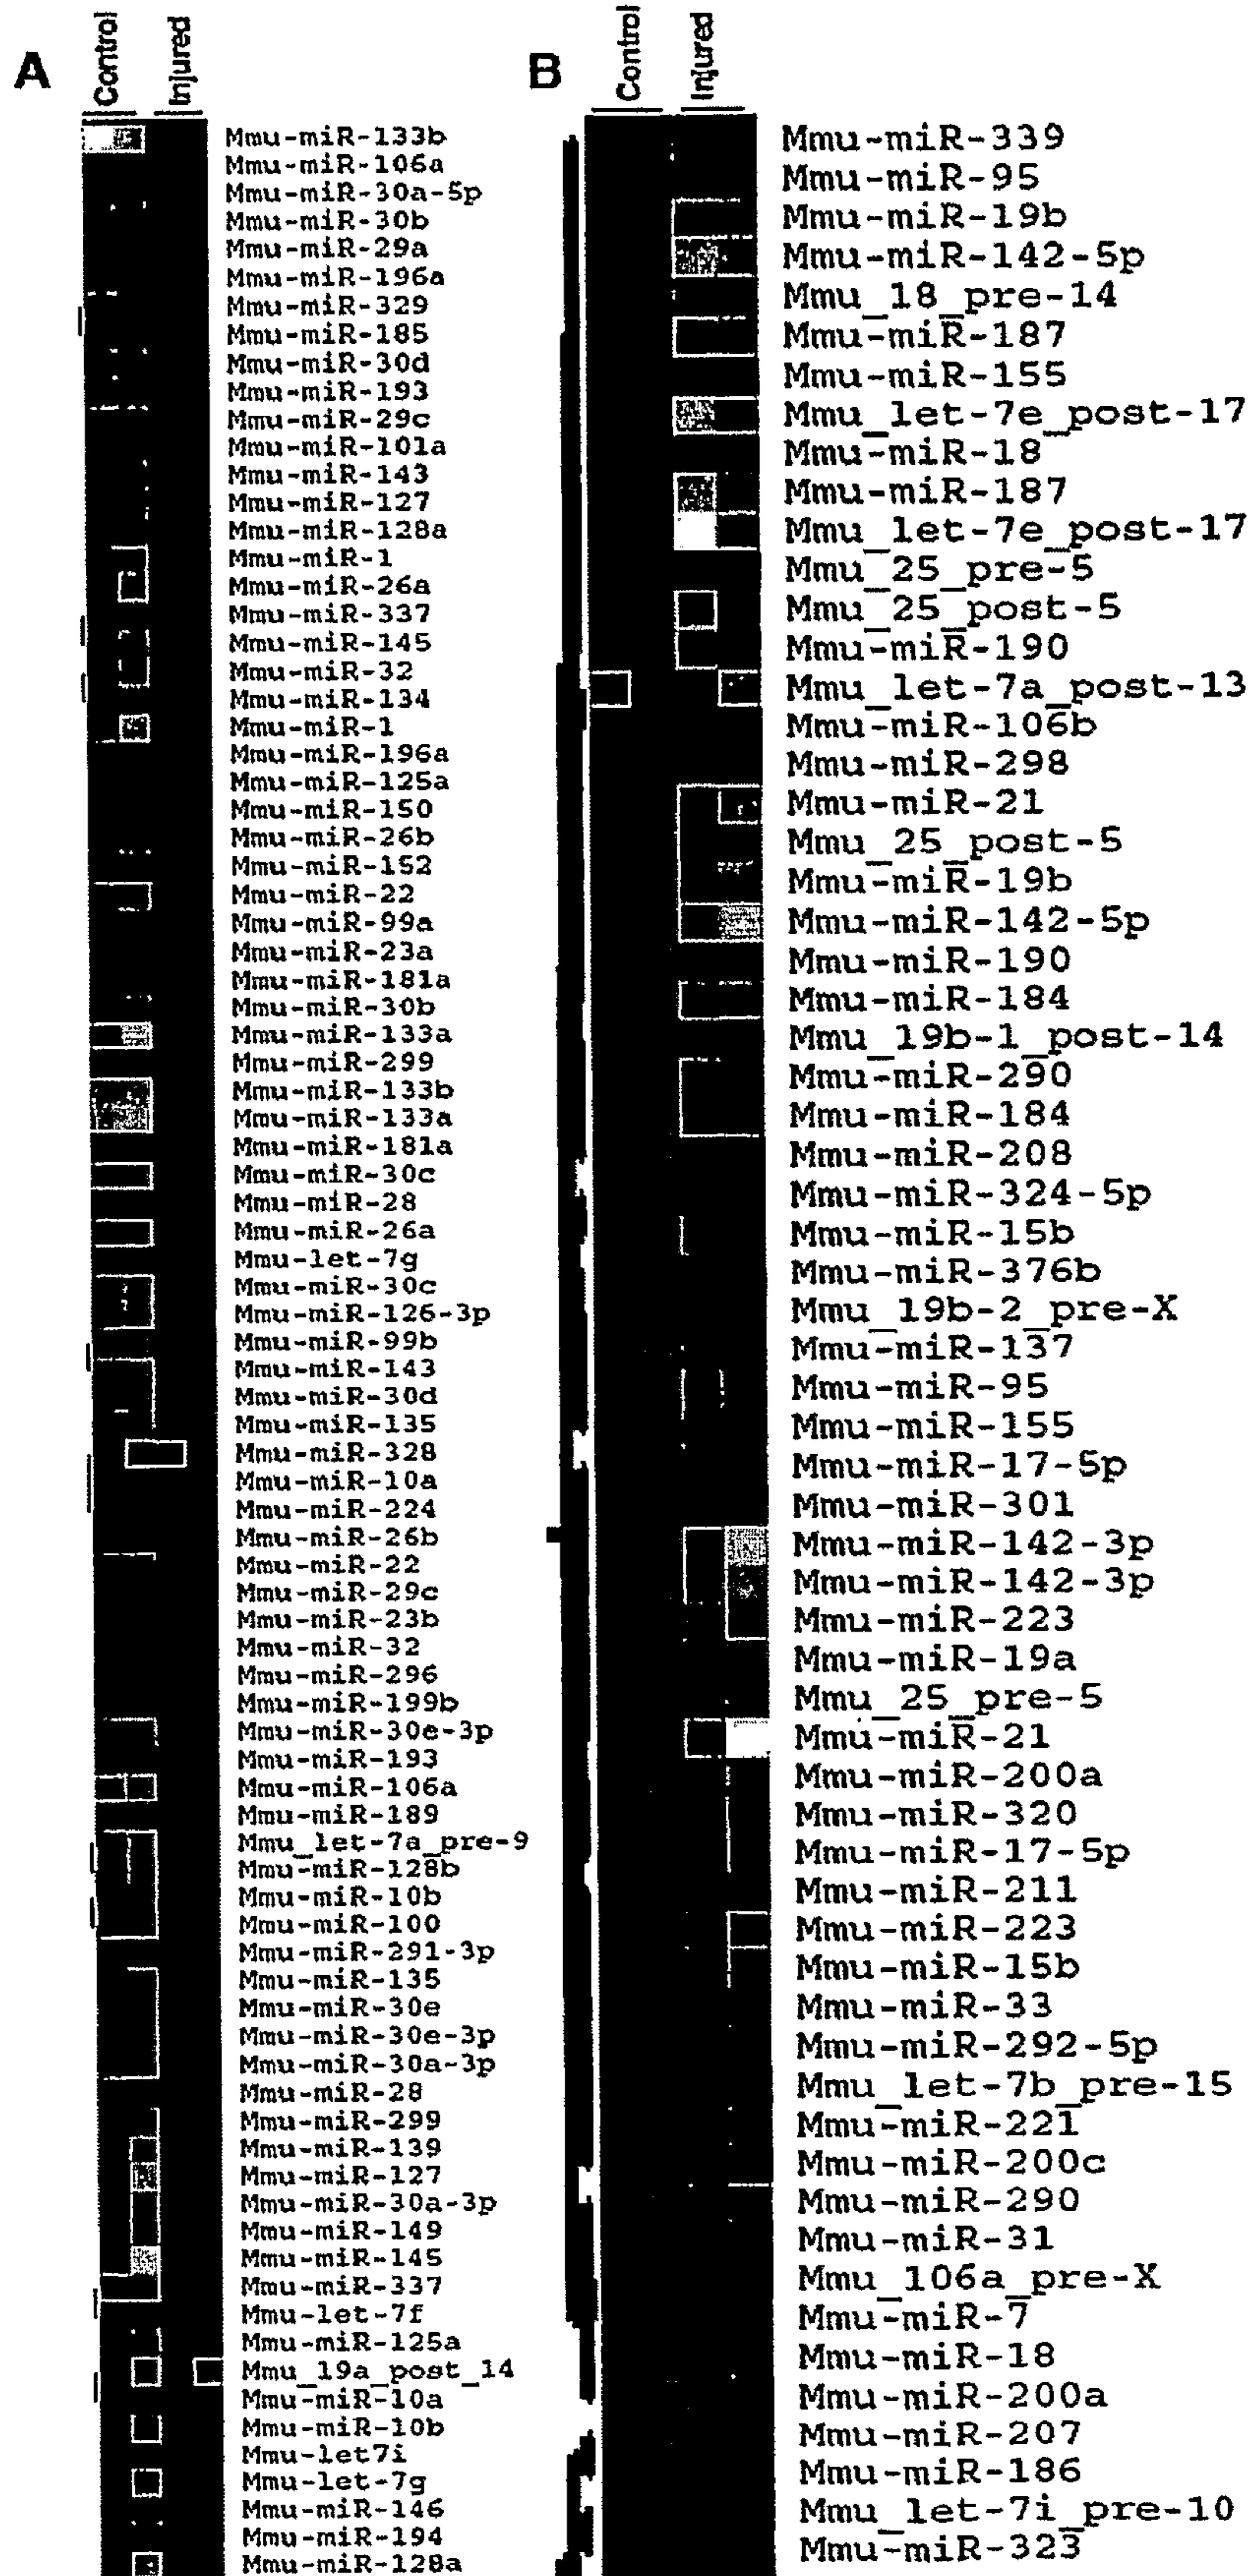 A
Control
Injured
Mmu-miR-133b
Mmu-miR-106a
Mmu-miR-30a-5p
Mmu-miR-30b
Mmu-miR-29a
Mmu-miR-196a
Mmu-miR-329
Mmu-miR-185
Mmu-miR-30d
Mmu-miR-193
Mmu-miR-29c
Mmu-miR-101a
Mmu-miR-143
Mmu-miR-127
Mmu-miR-128a
Mmu-miR-1
Mmu-miR-26a
Mmu-miR-337
Mmu-miR-145
Mmu-miR-32
Mmu-miR-134
Mmu-miR-1
Mmu-miR-196a
Mmu-miR-125a
Mmu-miR-150
Mmu-miR-26b
Mmu-miR-152
Mmu-miR-22
Mmu-miR-99a
Mmu-miR-23a
Mmu-miR-181a
Mmu-miR-30b
Mmu-miR-133a
Mmu-miR-299
Mmu-miR-133b
Mmu-miR-133a
Mmu-miR-181a
Mmu-miR-30c
Mmu-miR-28
Mmu-miR-26a
Mmu-let-7g
Mmu-miR-30c
Mmu-miR-126-3p
Mmu-miR-99b
Mmu-miR-143
Mmu-miR-30d
Mmu-miR-135
Mmu-miR-328
Mmu-miR-10a
Mmu-miR-224
Mmu-miR-26b
Mmu-miR-22
Mmu-miR-29c
Mmu-miR-23b
Mmu-miR-32
Mmu-miR-296
Mmu-miR-199b
Mmu-miR-30e-3p
Mmu-miR-193
Mmu-miR-106a
Mmu-miR-189
Mmu_let-7a_pre-9
Mmu-miR-128b
Mmu-miR-10b
Mmu-miR-100
Mmu-miR-291-3p
Mmu-miR-135
Mmu-miR-30e
Mmu-miR-30e-3p
Mmu-miR-30a-3p
Mmu-miR-28
Mmu-miR-299
Mmu-miR-139
Mmu-miR-127
Mmu-miR-30a-3p
Mmu-miR-149
Mmu-miR-145
Mmu-miR-337
Mmu-let-7f
Mmu-miR-125a
Mmu_19a_post_14
Mmu-miR-10a
Mmu-miR-10b
Mmu-let7i
Mmu-let-7g
Mmu-miR-146
Mmu-miR-194
Mmu-miR-128a
B
Control
Injured
Mmu-miR-339
Mmu-miR-95
Mmu-miR-19b
Mmu-miR-142-5p
Mmu_18_pre-14
Mmu-miR-187
Mmu-miR-155
Mmu_let-7e_post-17
Mmu-miR-18
Mmu-miR-187
Mmu_let-7e_post-17
Mmu_25_pre-5
Mmu_25_post-5
Mmu-miR-190
Mmu_let-7a_post-13
Mmu-miR-106b
Mmu-miR-298
Mmu-miR-21
Mmu_25_post-5
Mmu-miR-19b
Mmu-miR-142-5p
Mmu-miR-190
Mmu-miR-184
Mmu_19b-1_post-14
Mmu-miR-290
Mmu-miR-184
Mmu-miR-208
Mmu-miR-324-5p
Mmu-miR-15b
Mmu-miR-376b
Mmu_19b-2_pre-X
Mmu-miR-137
Mmu-miR-95
Mmu-miR-155
Mmu-miR-17-5p
Mmu-miR-301
Mmu-miR-142-3p
Mmu-miR-142-3p
Mmu-miR-223
Mmu-miR-19a
Mmu_25_pre-5
Mmu-miR-21
Mmu-miR-200a
Mmu-miR-320
Mmu-miR-17-5p
Mmu-miR-211
Mmu-miR-223
Mmu-miR-15b
Mmu-miR-33
Mmu-miR-292-5p
Mmu_let-7b_pre-15
Mmu-miR-221
Mmu-miR-200c
Mmu-miR-290
Mmu-miR-31
Mmu_106a_pre-X
Mmu-miR-7
Mmu-miR-18
Mmu-miR-200a
Mmu-miR-207
Mmu-miR-186
Mmu_let-7i_pre-10
Mmu-miR-323